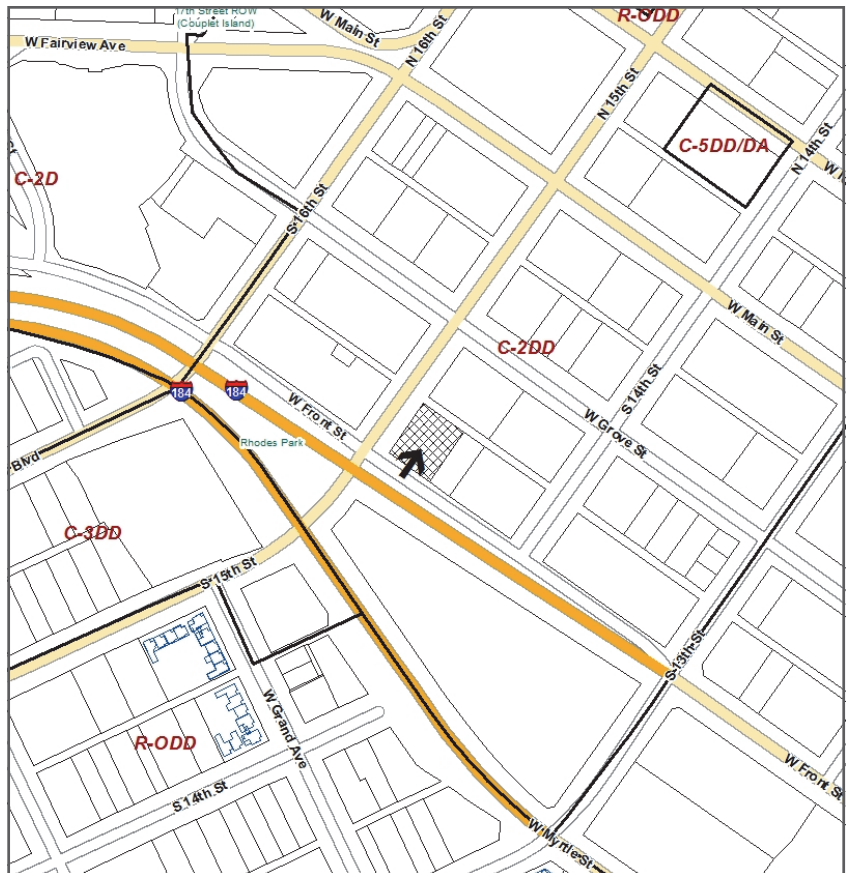 17th Street ROW
(Couplet Island)
W Main St
R-ODD
W Fairview Ave
N 16th St
N 15th St
C-5DD/DA
N 14th St
C-2D
S 16th St
W Main St
C-2DD
S 14th St
184
184
W Front St
W Grove St
Rhodes Park
Blvd
C-3DD
S 15th St
S 13th St
W Grand Ave
R-ODD
W Front St
S 14th St
W Myrtle St